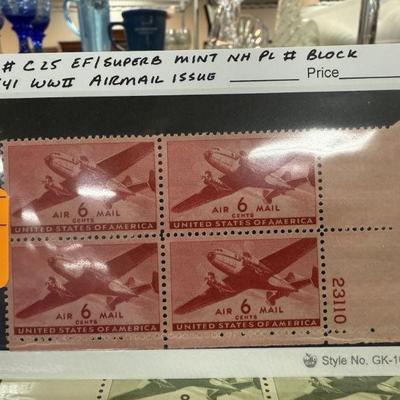 # C25 EF/SUPERB MINT NH PL # BLOCK
'41 WWII AIRMAIL ISSUE Price
6 CENTS
AIR MAIL
UNITED STATES OF AMERICA
6 CENTS
AIR MAIL
UNITED STATES OF AMERICA
6 CENTS
AIR MAIL
UNITED STATES OF AMERICA
6 CENTS
AIR MAIL
UNITED STATES OF AMERICA
23110
Style No. GK-